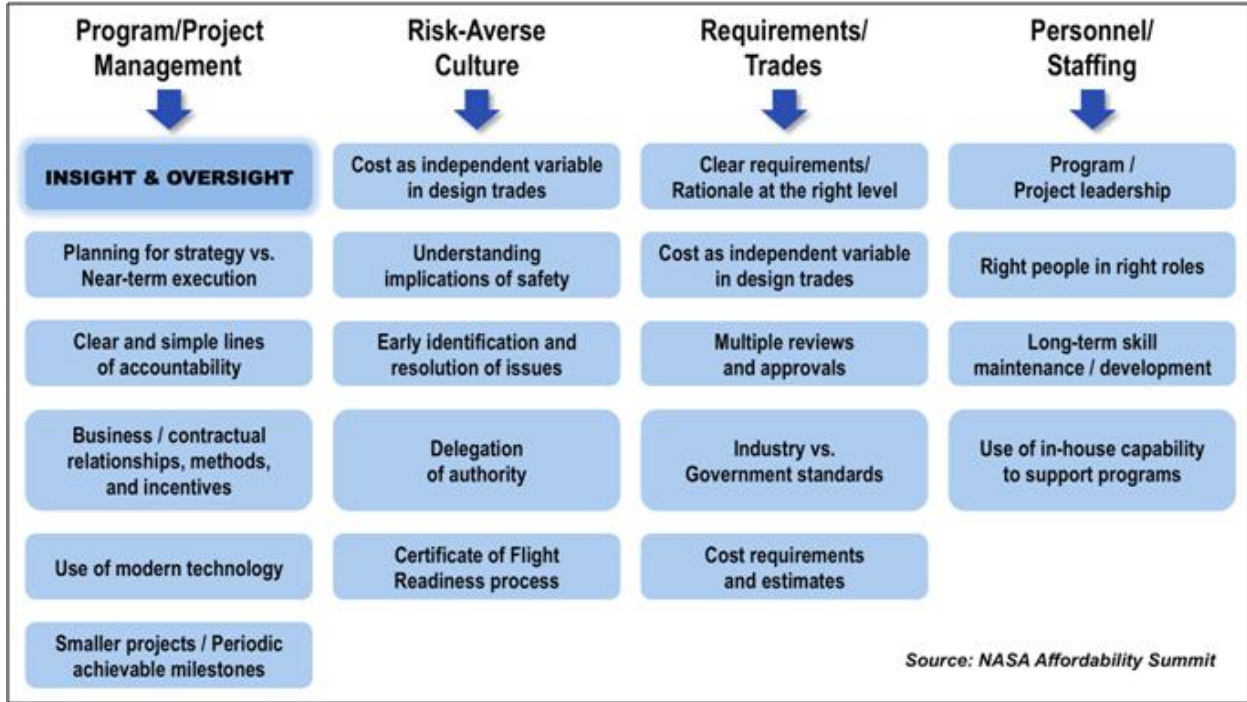 Program/Project
Management
INSIGHT & OVERSIGHT
Planning for strategy vs.
Near-term execution
Clear and simple lines
of accountability
Business / contractual
relationships, methods,
and incentives
Use of modern technology
Smaller projects / Periodic
achievable milestones
Risk-Averse
Culture
Cost as independent variable
in design trades
Understanding
implications of safety
Early identification and
resolution of issues
Delegation
of authority
Certificate of Flight
Readiness process
Requirements/
Trades
Clear requirements/
Rationale at the right level
Cost as independent variable
in design trades
Multiple reviews
and approvals
Industry vs.
Government standards
Cost requirements
and estimates
Personnel/
Staffing
Program /
Project leadership
Right people in right roles
Long-term skill
maintenance / development
Use of in-house capability
to support programs
Source: NASA Affordability Summit